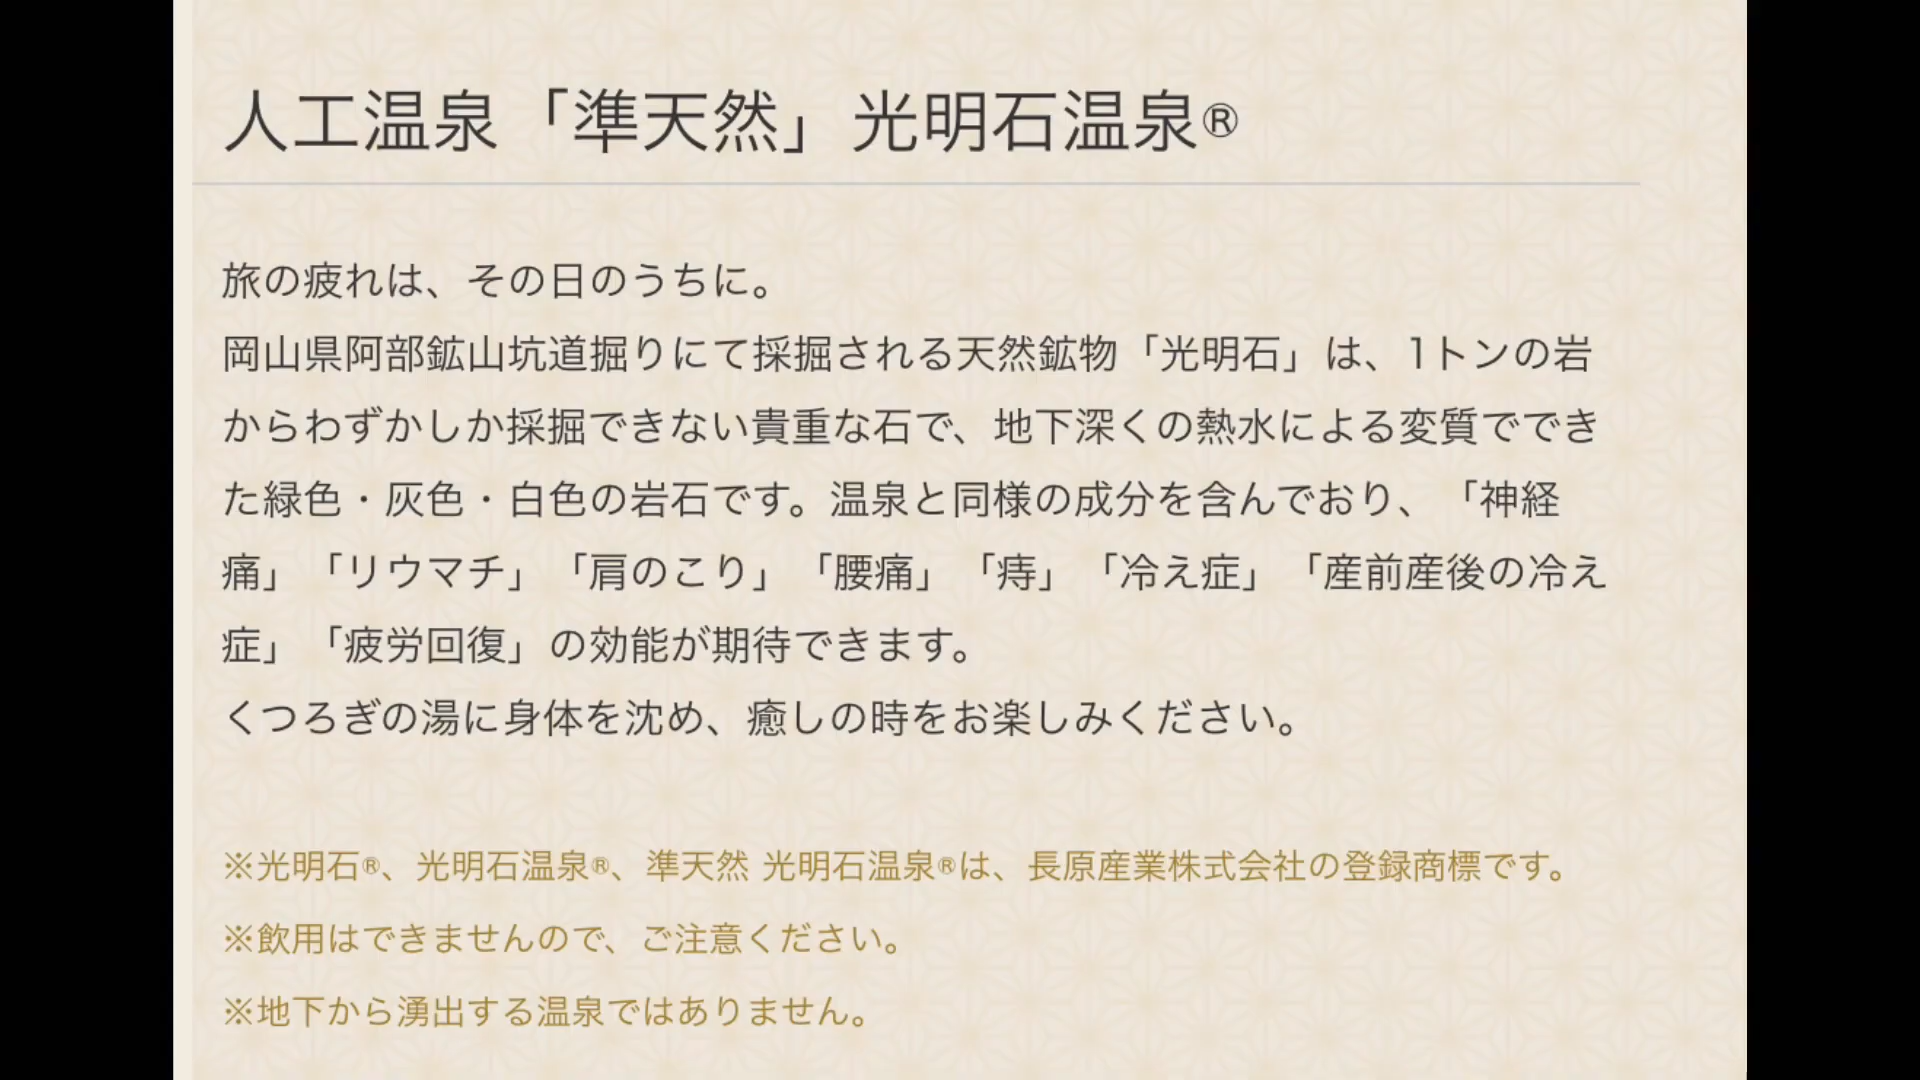 人工温泉「準天然」光明石温泉®
旅の疲れは、その日のうちに。
岡山県阿部鉱山坑道掘りにて採掘される天然鉱物「光明石」は、1トンの岩
からわずかしか採掘できない貴重な石で、地下深くの熱水による変質ででき
た緑色・灰色・白色の岩石です。温泉と同様の成分を含んでおり、「神経
痛」「リウマチ」「肩のこり」「腰痛」「痔」「冷え症」「産前産後の冷え
症」「疲労回復」の効能が期待できます。
くつろぎの湯に身体を沈め、癒しの時をお楽しみください。
※光明石®、光明石温泉®、準天然 光明石温泉®は、長原産業株式会社の登録商標です。
※飲用はできませんので、ご注意ください。
※地下から湧出する温泉ではありません。